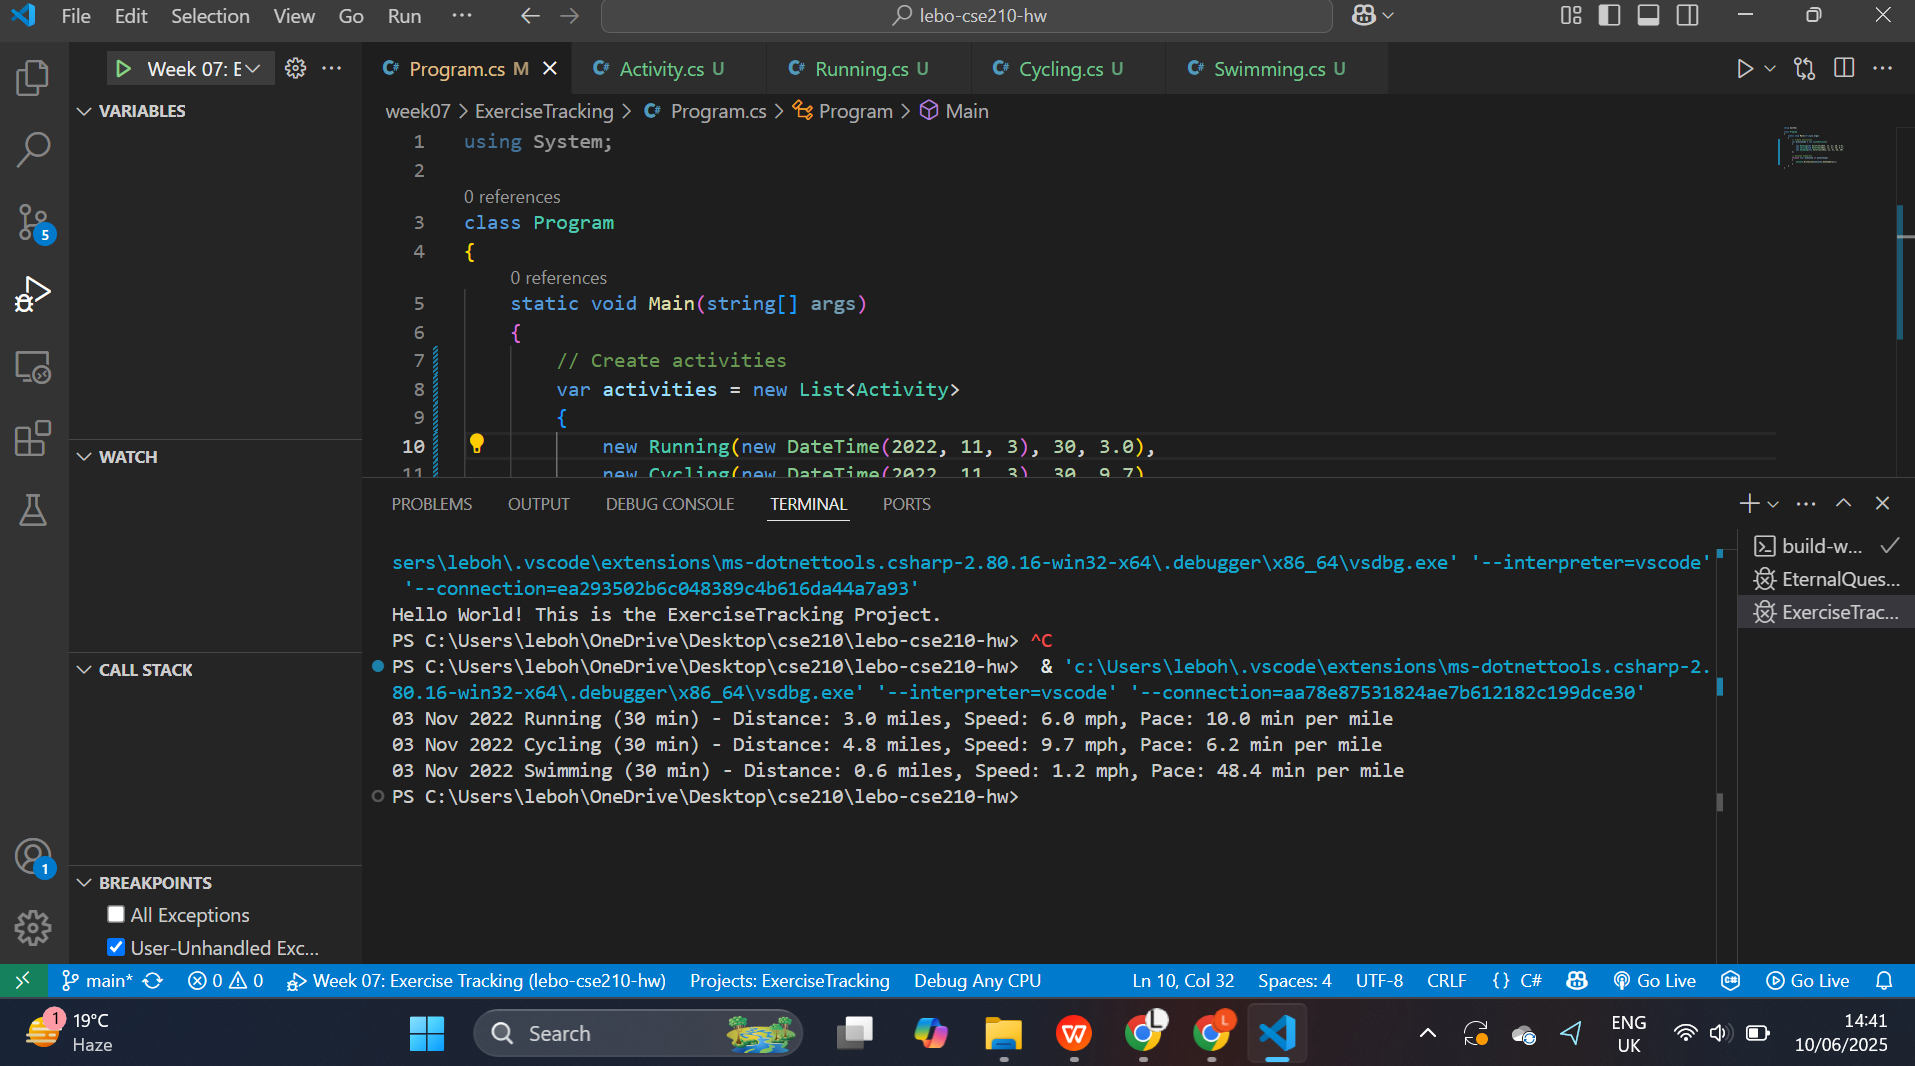 File Edit Selection View Go Run ··· lebo-cse210-hw
Week 07: E
Program.cs M Activity.cs U Running.cs U Cycling.cs U Swimming.cs U
VARIABLES
WATCH
CALL STACK
BREAKPOINTS
All Exceptions
User-Unhandled Exc...
5
1
week07 > ExerciseTracking > Program.cs > Program > Main
1 using System;
2
0 references
3 class Program
4 {
0 references
5 static void Main(string[] args)
6 {
7 // Create activities
8 var activities = new List<Activity>
9 {
10 new Running(new DateTime(2022, 11, 3), 30, 3.0),
11 new Cycling(new DateTime(2022, 11, 3), 30, 9.7)
PROBLEMS OUTPUT DEBUG CONSOLE TERMINAL PORTS
sers\leboh\.vscode\extensions\ms-dotnettools.csharp-2.80.16-win32-x64\.debugger\x86_64\vsdbg.exe' '--interpreter=vscode'
'--connection=ea293502b6c048389c4b616da44a7a93'
Hello World! This is the ExerciseTracking Project.
PS C:\Users\leboh\OneDrive\Desktop\cse210\lebo-cse210-hw> ^C
PS C:\Users\leboh\OneDrive\Desktop\cse210\lebo-cse210-hw> & 'c:\Users\leboh\.vscode\extensions\ms-dotnettools.csharp-2.
80.16-win32-x64\.debugger\x86_64\vsdbg.exe' '--interpreter=vscode' '--connection=aa78e87531824ae7b612182c199dce30'
03 Nov 2022 Running (30 min) - Distance: 3.0 miles, Speed: 6.0 mph, Pace: 10.0 min per mile
03 Nov 2022 Cycling (30 min) - Distance: 4.8 miles, Speed: 9.7 mph, Pace: 6.2 min per mile
03 Nov 2022 Swimming (30 min) - Distance: 0.6 miles, Speed: 1.2 mph, Pace: 48.4 min per mile
PS C:\Users\leboh\OneDrive\Desktop\cse210\lebo-cse210-hw>
build-w...
EternalQues...
ExerciseTrac...
main* 0 0 Week 07: Exercise Tracking (lebo-cse210-hw) Projects: ExerciseTracking Debug Any CPU Ln 10, Col 32 Spaces: 4 UTF-8 CRLF {} C# Go Live Go Live
1
19°C
Haze
Search
L
L
ENG
UK
14:41
10/06/2025